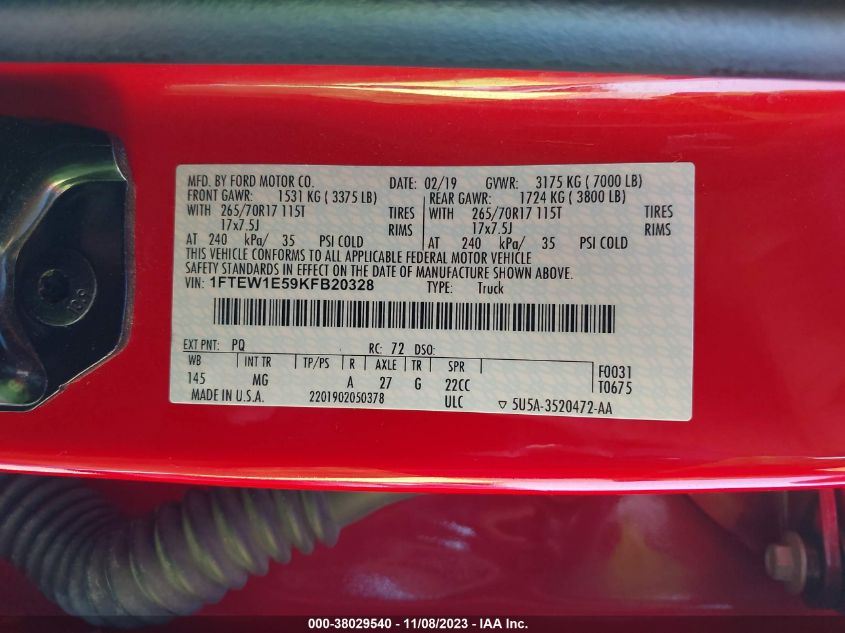 MFD. BY FORD MOTOR CO. DATE: 02/19 GVWR: 3175 KG ( 7000 LB)
FRONT GAWR: 1531 KG ( 3375 LB) REAR GAWR: 1724 KG ( 3800 LB)
WITH 265/70R17 115T TIRES WITH 265/70R17 115T TIRES
17x7.5J RIMS 17x7.5J RIMS
AT 240 kPa/ 35 PSI COLD AT 240 kPa/ 35 PSI COLD
THIS VEHICLE CONFORMS TO ALL APPLICABLE FEDERAL MOTOR VEHICLE
SAFETY STANDARDS IN EFFECT ON THE DATE OF MANUFACTURE SHOWN ABOVE.
VIN: 1FTEW1E59KFB20328 TYPE: Truck
EXT PNT: PQ RC: 72 DSO:
WB INT TR TP/PS R AXLE TR SPR F0031
145 MG A 27 G 22CC T0675
MADE IN U.S.A. 2201902050378 ULC ▽ 5U5A-3520472-AA
000-38029540 - 11/08/2023 - IAA Inc.